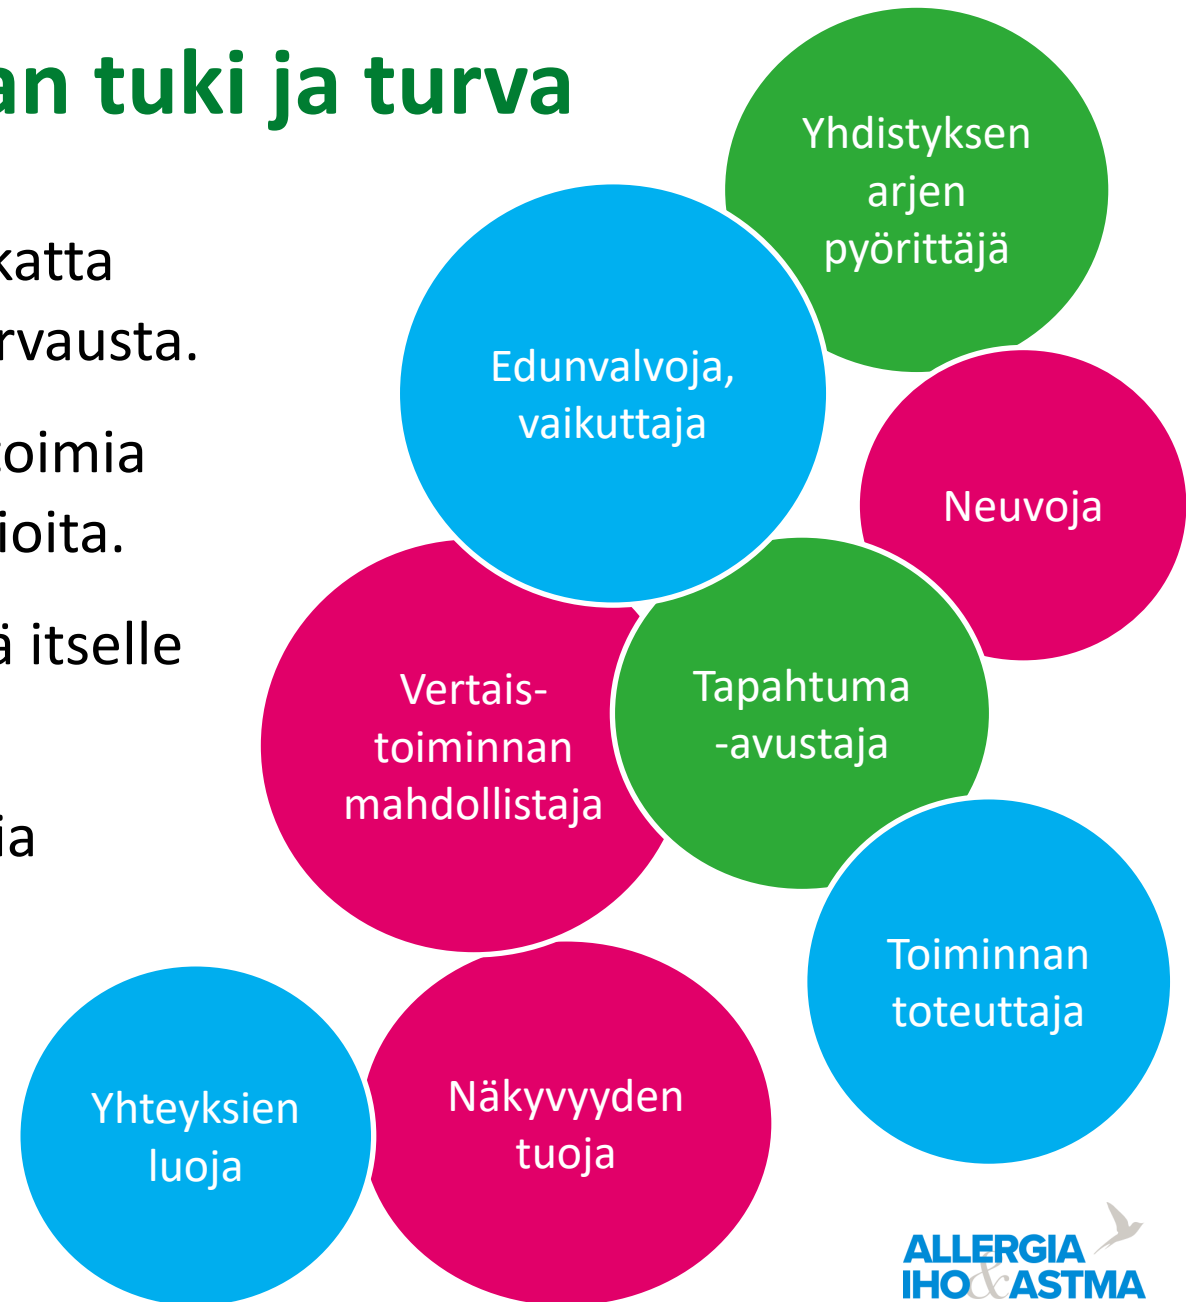 an tuki ja turva
katta
rvausta.
toimia
ioita.
ä itselle
ia
Yhdistyksen
arjen
pyörittäjä
Edunvalvoja,
vaikuttaja
Neuvoja
Vertais-
toiminnan
mahdollistaja
Tapahtuma
-avustaja
Toiminnan
toteuttaja
Yhteyksien
luoja
Näkyvyyden
tuoja
ALLERGIA
IHO & ASTMA